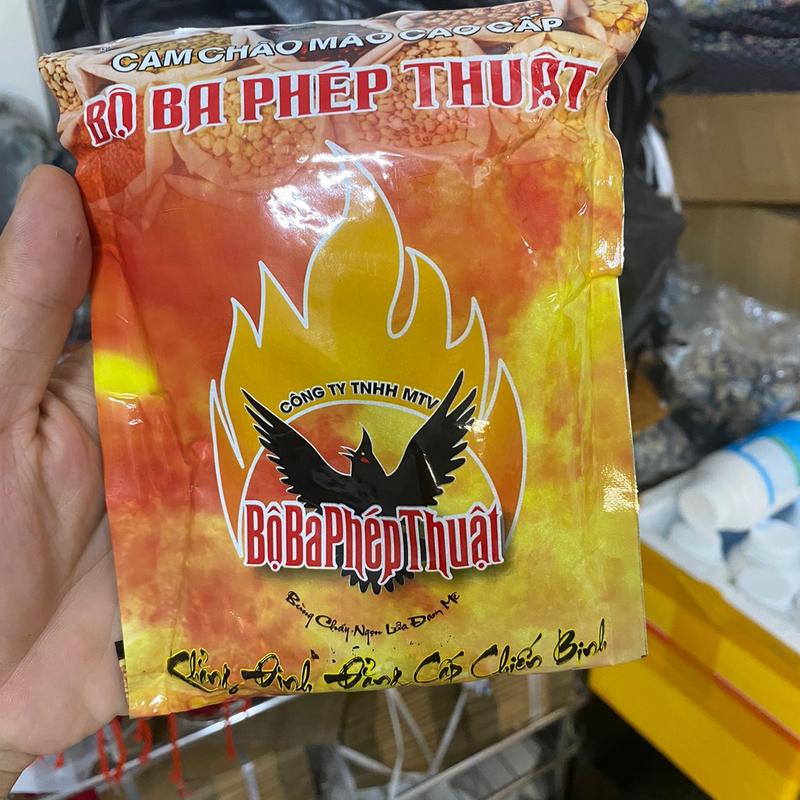 CÁM CHÀO MÀO CAO CẤP
BỘ BA PHÉP THUẬT
CÔNG TY TNHH MTV
BộBaPhépThuật
Bùng Cháy Ngọn Lửa Đam Mê
Khẳng Định Đẳng Cấp Chiến Binh